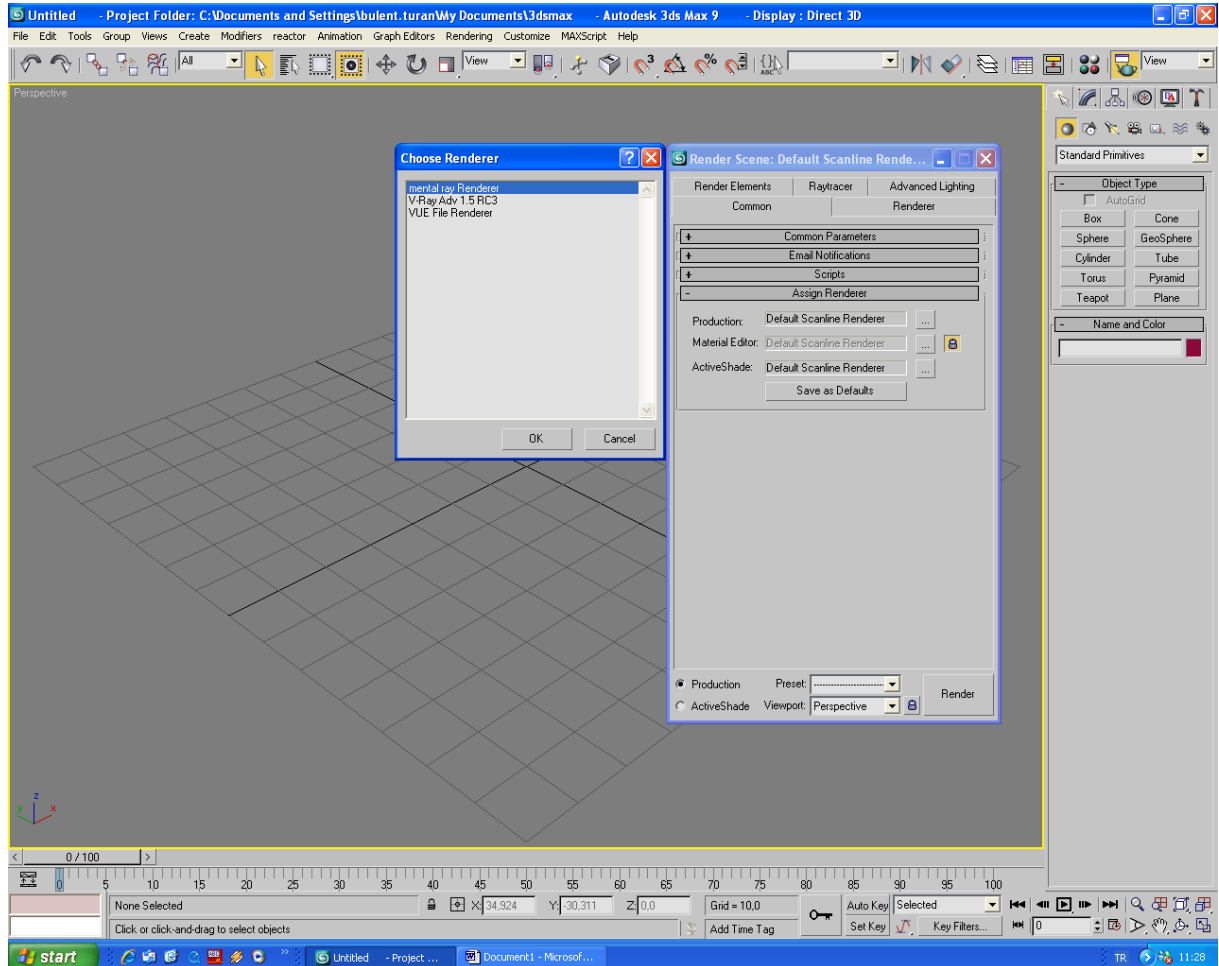 Untitled - Project Folder: C:\Documents and Settings\bulent.turan\My Documents\3dsmax - Autodesk 3ds Max 9 - Display : Direct 3D
File Edit Tools Group Views Create Modifiers reactor Animation Graph Editors Rendering Customize MAXScript Help
All View View
Perspective
Choose Renderer
mental ray Renderer
V-Ray Adv 1.5 RC3
VUE File Renderer
OK Cancel
Render Scene: Default Scanline Rende...
Render Elements Raytracer Advanced Lighting
Common Renderer
+ Common Parameters
+ Email Notifications
+ Scripts
- Assign Renderer
Production: Default Scanline Renderer ...
Material Editor: Default Scanline Renderer ...
ActiveShade: Default Scanline Renderer ...
Save as Defaults
Production Preset: -----------------------
ActiveShade Viewport: Perspective
Render
Standard Primitives
- Object Type
AutoGrid
Box Cone
Sphere GeoSphere
Cylinder Tube
Torus Pyramid
Teapot Plane
- Name and Color
z
y x
< 0 / 100 >
0 5 10 15 20 25 30 35 40 45 50 55 60 65 70 75 80 85 90 95 100
None Selected X: 34,924 Y: -30,311 Z: 0,0 Grid = 10,0 Auto Key Selected
Click or click-and-drag to select objects Add Time Tag Set Key Key Filters... 0
start Untitled - Project ... Document1 - Microsof... TR 11:28